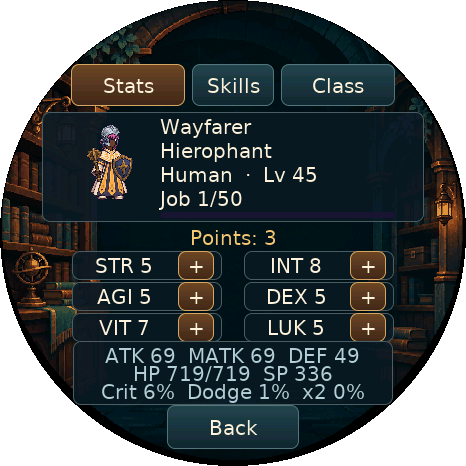 Stats Skills Class
Wayfarer
Hierophant
Human · Lv 45
Job 1/50
Points: 3
STR 5 + INT 8 +
AGI 5 + DEX 5 +
VIT 7 + LUK 5 +
ATK 69 MATK 69 DEF 49
HP 719/719 SP 336
Crit 6% Dodge 1% x2 0%
Back